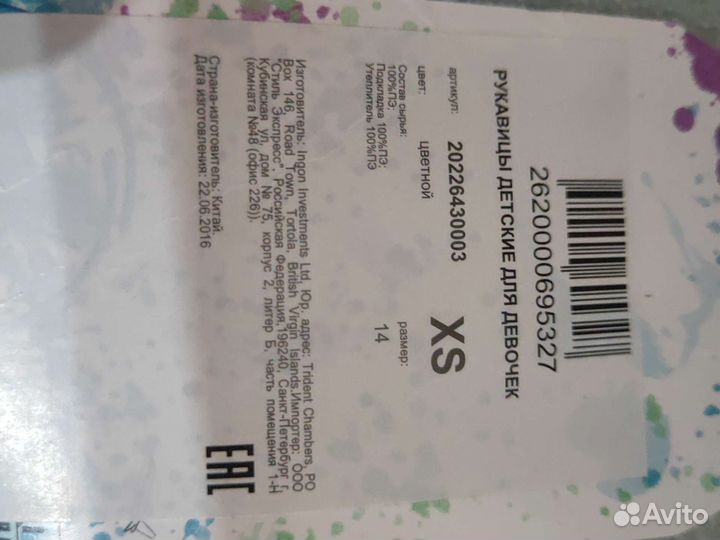 2620000695327
РУКАВИЦЫ ДЕТСКИЕ ДЛЯ ДЕВОЧЕК
артикул: 20226430003
цвет: цветной
XS
размер:
14
Состав сырья:
100%ПЭ;
Подкладка 100%ПЭ;
Утеплитель 100%ПЭ
Изготовитель: Ingon Investments Ltd, Юр. адрес: Trident Chambers, PO
Box 146, Road Town, Tortola, British Virgin Islands.Импортер: ООО
"Стиль Экспресс", Российская Федерация,196240, Санкт-Петербург г,
Кубинская ул, дом № 75, корпус 2, литер Б, часть помещения 1-Н
(комната №48 (офис 226)).
Страна-изготовитель: Китай.
Дата изготовления: 22.06.2016
EAC
Avito